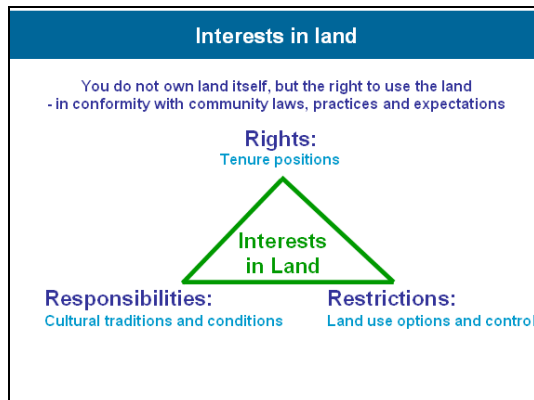 Interests in land
You do not own land itself, but the right to use the land
- in conformity with community laws, practices and expectations
Rights:
Tenure positions
Interests
in Land
Responsibilities:
Cultural traditions and conditions
Restrictions:
Land use options and control